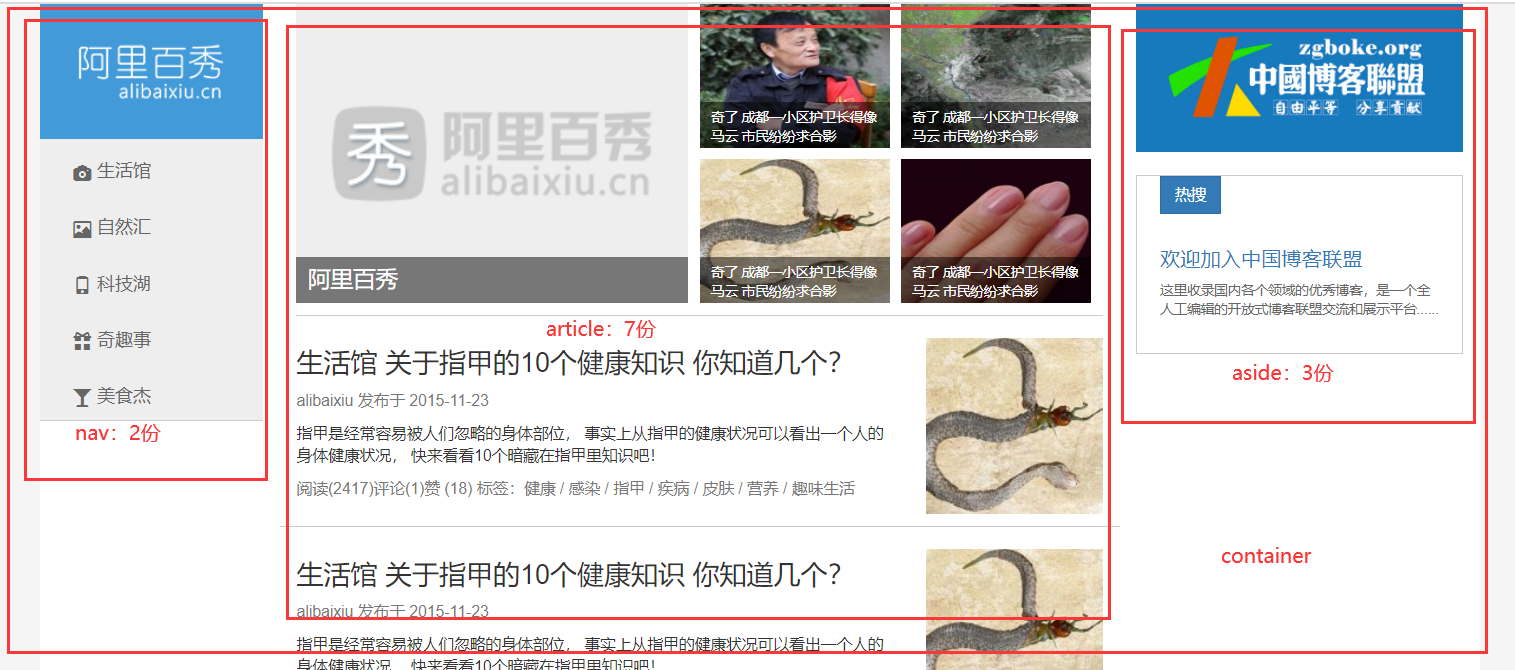 阿里百秀
alibaixiu.cn
生活馆
自然汇
科技湖
奇趣事
美食杰
nav：2份
秀
阿里百秀
alibaixiu.cn
阿里百秀
奇了 成都一小区护卫长得像
马云 市民纷纷求合影
奇了 成都一小区护卫长得像
马云 市民纷纷求合影
奇了 成都一小区护卫长得像
马云 市民纷纷求合影
奇了 成都一小区护卫长得像
马云 市民纷纷求合影
article：7份
生活馆 关于指甲的10个健康知识 你知道几个？
alibaixiu 发布于 2015-11-23
指甲是经常容易被人们忽略的身体部位， 事实上从指甲的健康状况可以看出一个人的
身体健康状况， 快来看看10个暗藏在指甲里知识吧！
阅读(2417)评论(1)赞 (18) 标签：健康 / 感染 / 指甲 / 疾病 / 皮肤 / 营养 / 趣味生活
生活馆 关于指甲的10个健康知识 你知道几个？
alibaixiu 发布于 2015-11-23
指甲是经常容易被人们忽略的身体部位， 事实上从指甲的健康状况可以看出一个人的
身体健康状况， 快来看看10个暗藏在指甲里知识吧！
zgboke.org
中國博客聯盟
自由平等 分享貢献
热搜
欢迎加入中国博客联盟
这里收录国内各个领域的优秀博客，是一个全
人工编辑的开放式博客联盟交流和展示平台......
aside：3份
container